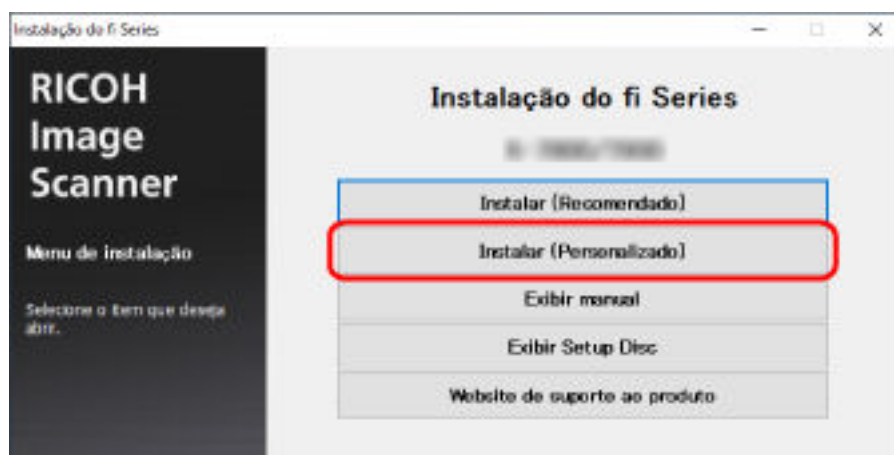 Instalação do fi Series
RICOH
Image
Scanner
Menu de instalação
Selecione o item que deseja
abrir.
Instalação do fi Series
Instalar (Recomendado)
Instalar (Personalizado)
Exibir manual
Exibir Setup Disc
Website de suporte ao produto